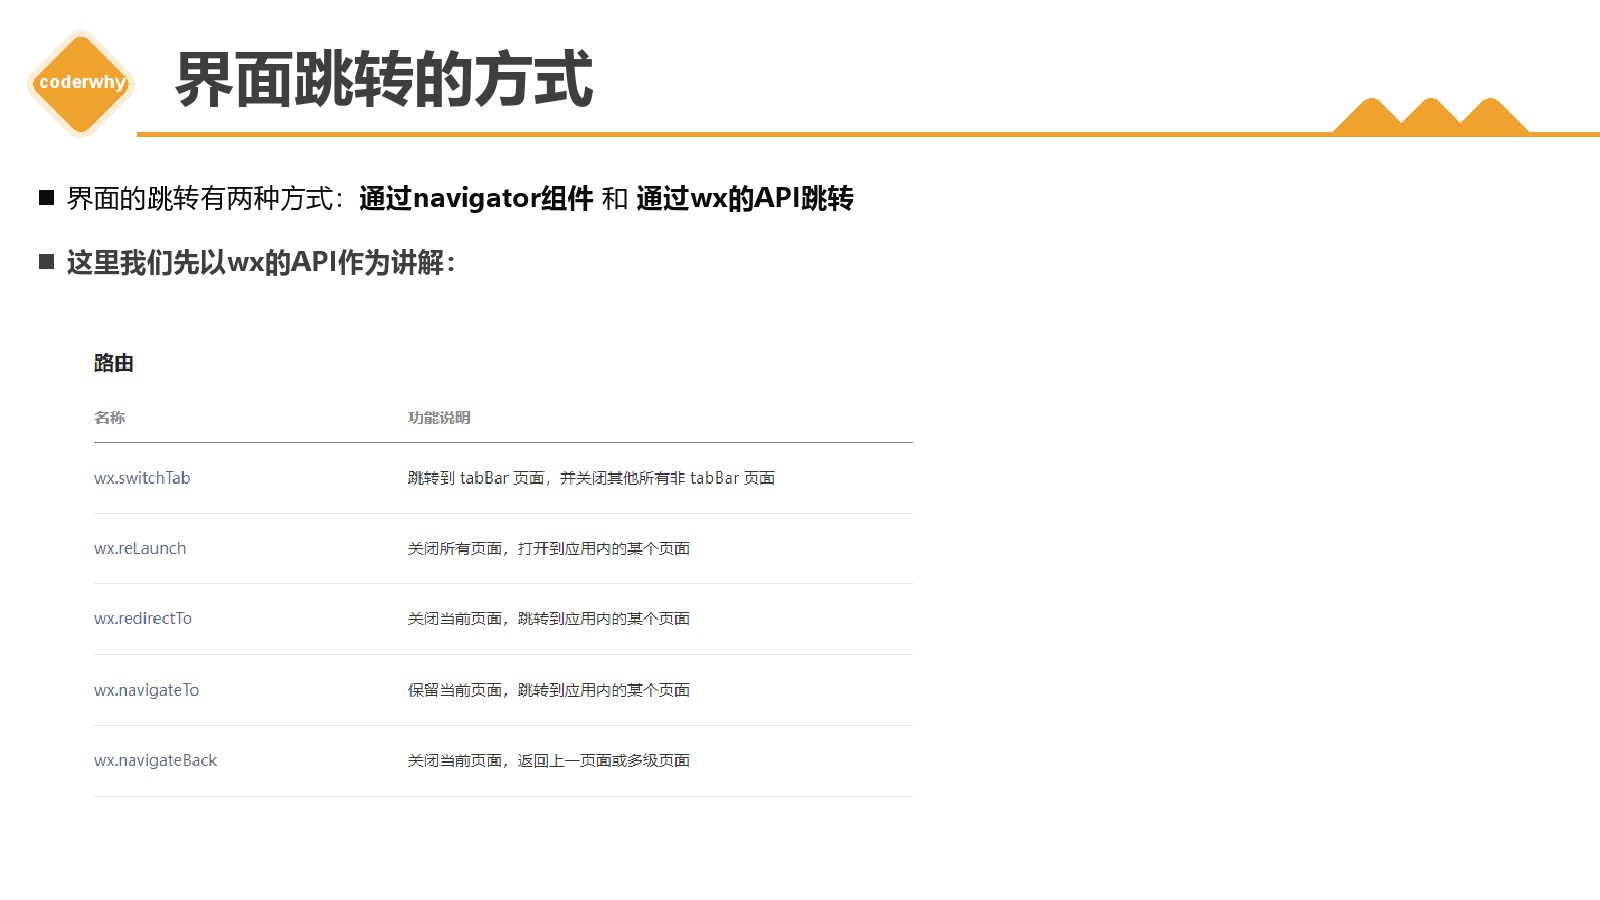 coderwhy
界面跳转的方式
界面的跳转有两种方式：通过navigator组件 和 通过wx的API跳转
这里我们先以wx的API作为讲解：
路由
名称 功能说明
wx.switchTab 跳转到 tabBar 页面，并关闭其他所有非 tabBar 页面
wx.reLaunch 关闭所有页面，打开到应用内的某个页面
wx.redirectTo 关闭当前页面，跳转到应用内的某个页面
wx.navigateTo 保留当前页面，跳转到应用内的某个页面
wx.navigateBack 关闭当前页面，返回上一页面或多级页面